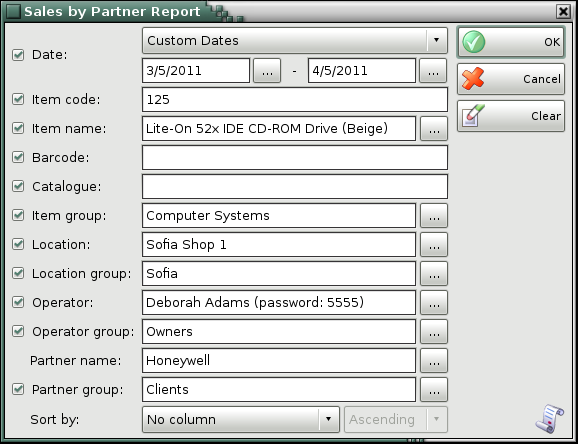 Sales by Partner Report
Date:
Custom Dates
3/5/2011 ... - 4/5/2011 ...
Item code: 125
Item name: Lite-On 52x IDE CD-ROM Drive (Beige) ...
Barcode:
Catalogue:
Item group: Computer Systems ...
Location: Sofia Shop 1 ...
Location group: Sofia ...
Operator: Deborah Adams (password: 5555) ...
Operator group: Owners ...
Partner name: Honeywell ...
Partner group: Clients ...
Sort by: No column Ascending
OK
Cancel
Clear